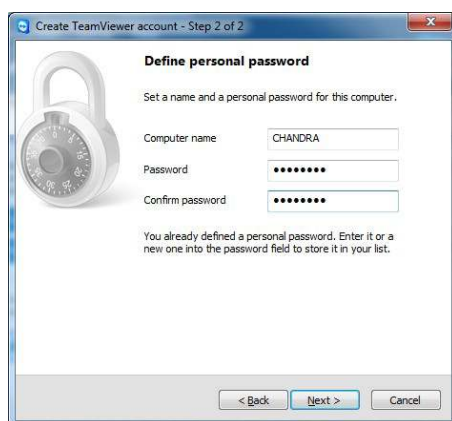 Create TeamViewer account - Step 2 of 2
Define personal password
Set a name and a personal password for this computer.
Computer name CHANDRA
Password ••••••••
Confirm password ••••••••
You already defined a personal password. Enter it or a
new one into the password field to store it in your list.
< Back Next > Cancel